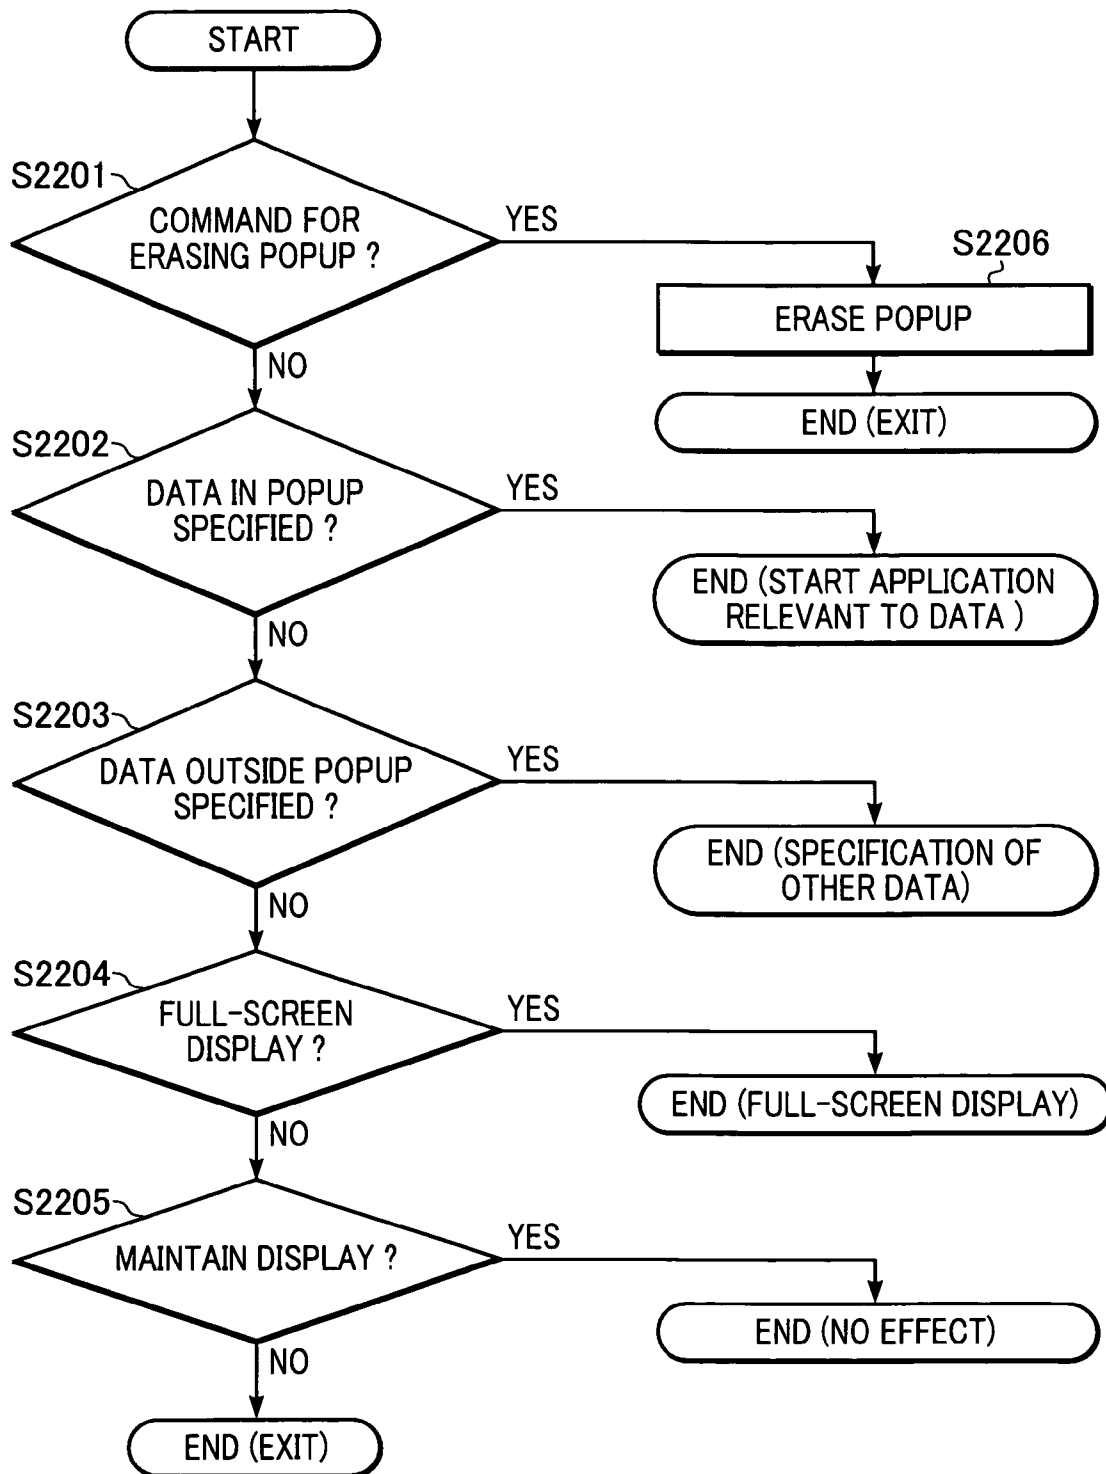 START
S2201
COMMAND FOR
ERASING POPUP ?
YES
S2206
ERASE POPUP
END (EXIT)
NO
S2202
DATA IN POPUP
SPECIFIED ?
YES
END (START APPLICATION
RELEVANT TO DATA )
NO
S2203
DATA OUTSIDE POPUP
SPECIFIED ?
YES
END (SPECIFICATION OF
OTHER DATA)
NO
S2204
FULL-SCREEN
DISPLAY ?
YES
END (FULL-SCREEN DISPLAY)
NO
S2205
MAINTAIN DISPLAY ?
YES
END (NO EFFECT)
NO
END (EXIT)